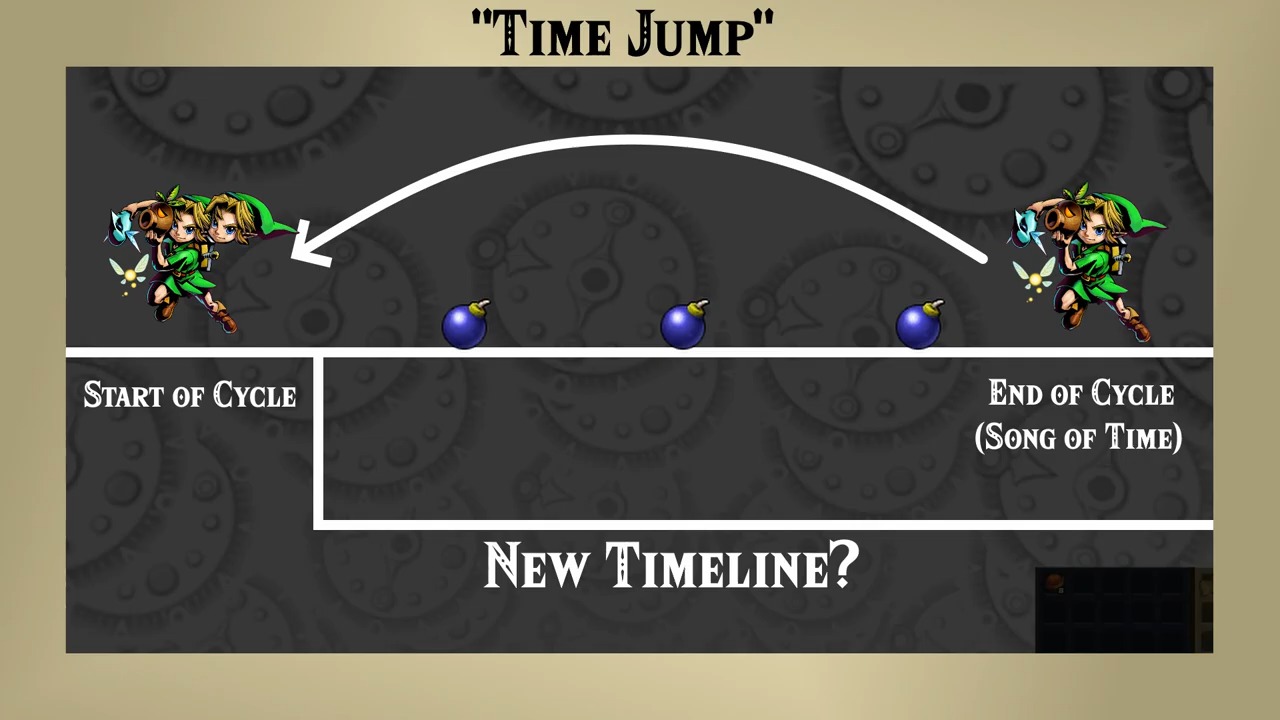 "Time Jump"
Start of Cycle
End of Cycle
(Song of Time)
New Timeline?